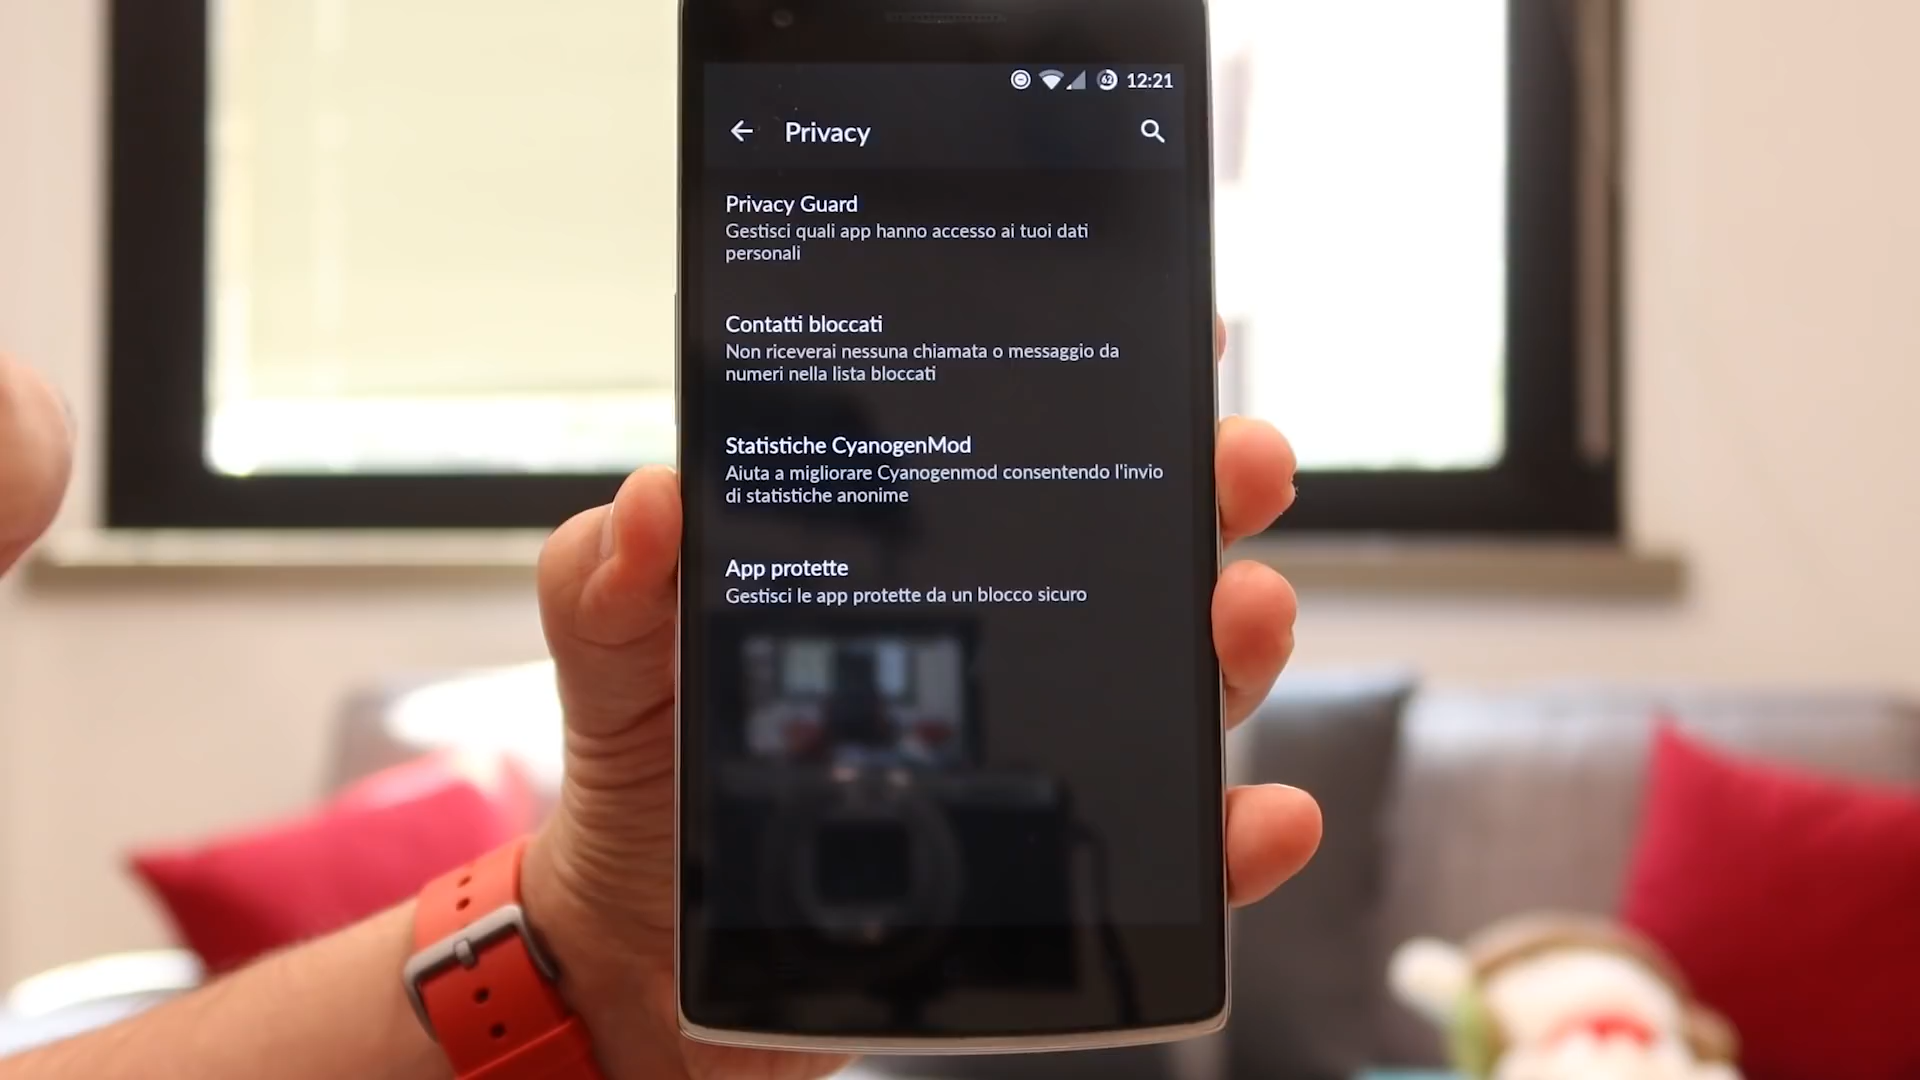 62 12:21
Privacy
Privacy Guard
Gestisci quali app hanno accesso ai tuoi dati
personali
Contatti bloccati
Non riceverai nessuna chiamata o messaggio da
numeri nella lista bloccati
Statistiche CyanogenMod
Aiuta a migliorare Cyanogenmod consentendo l'invio
di statistiche anonime
App protette
Gestisci le app protette da un blocco sicuro